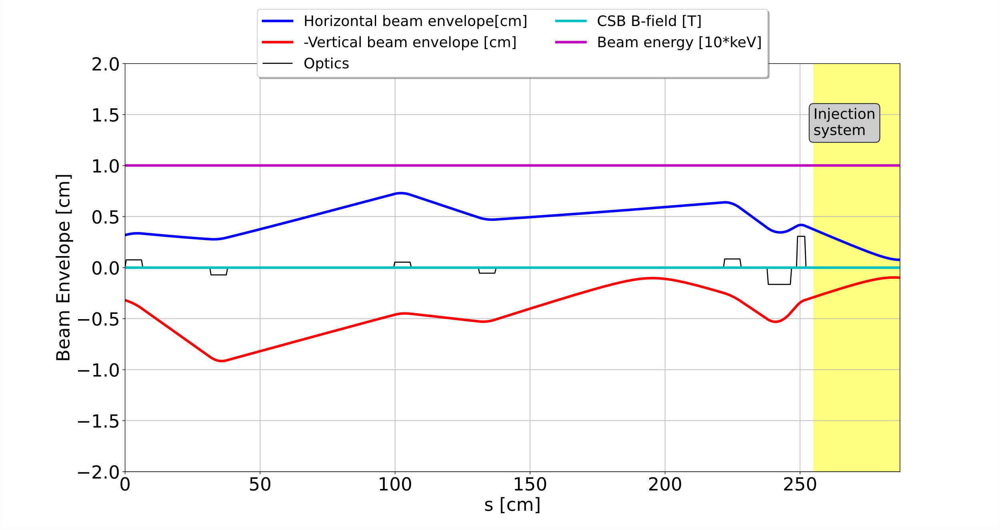 Horizontal beam envelope[cm]
-Vertical beam envelope [cm]
Optics
CSB B-field [T]
Beam energy [10*keV]
2.0
1.5
1.0
0.5
0.0
−0.5
−1.0
−1.5
−2.0
Beam Envelope [cm]
Injection
system
0 50 100 150 200 250
s [cm]